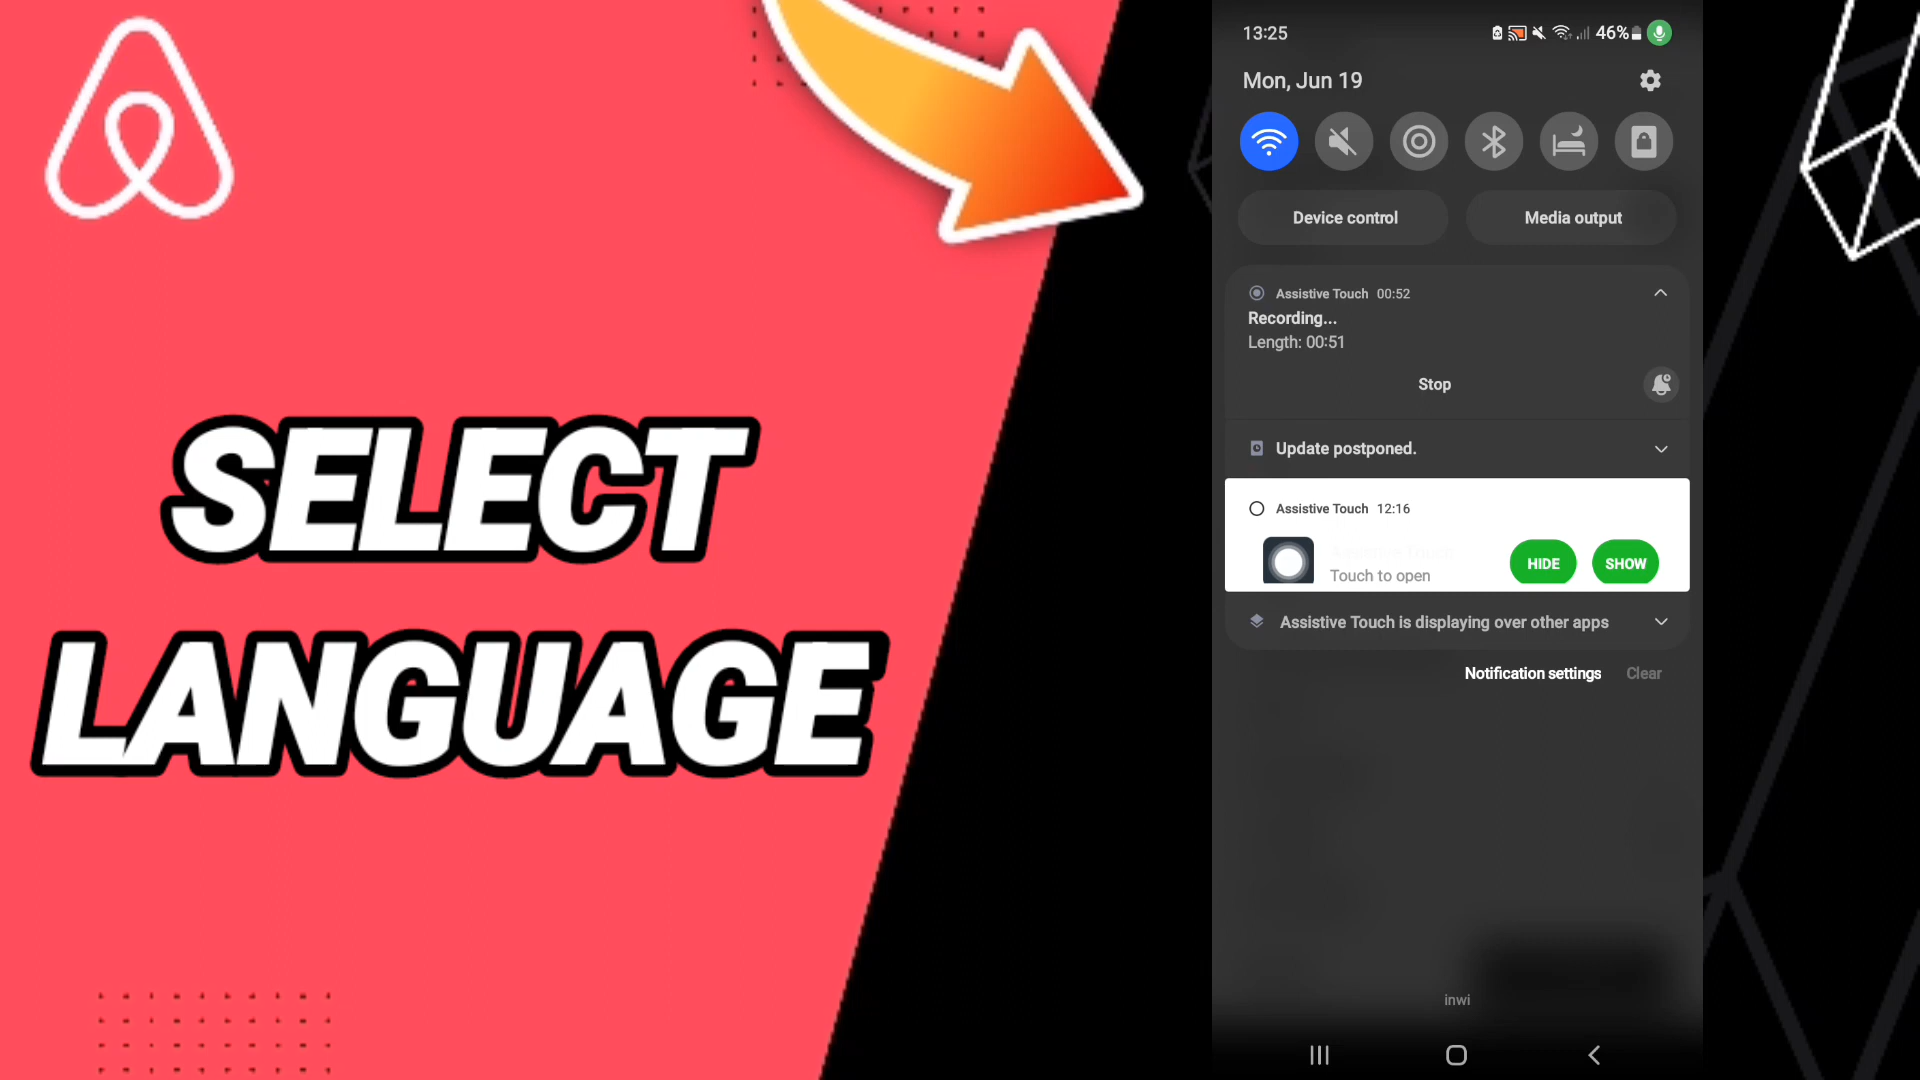 SELECT
LANGUAGE
13:25
46%
Mon, Jun 19
Device control
Media output
Assistive Touch 00:52
Recording...
Length: 00:51
Stop
Update postponed.
Assistive Touch 12:16
Assistive Touch
Touch to open
HIDE
SHOW
Assistive Touch is displaying over other apps
Notification settings
Clear
inwi